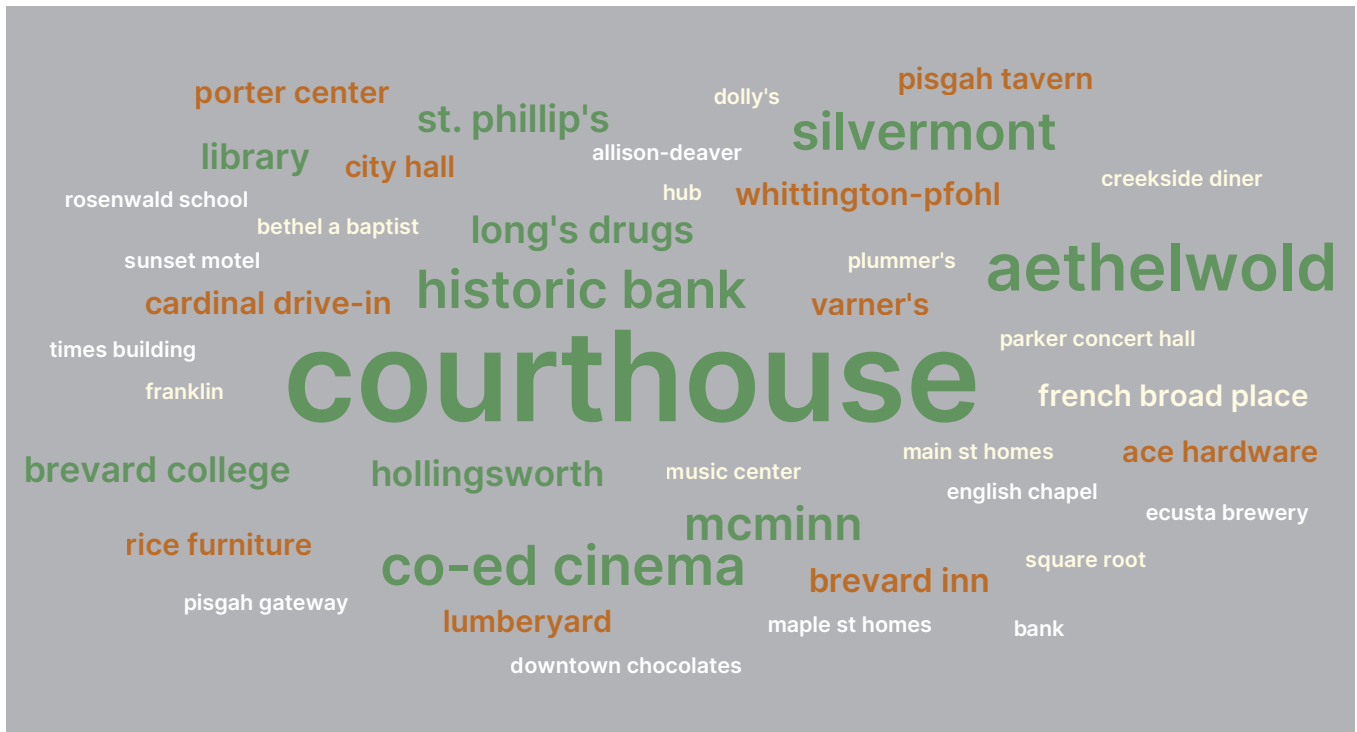 pisgah tavern
porter center
dolly's
st. phillip's
silvermont
allison-deaver
library
city hall
creekside diner
hub
whittington-pfohl
rosenwald school
bethel a baptist
long's drugs
sunset motel
plummer's
aethelwold
historic bank
cardinal drive-in
varner's
parker concert hall
times building
courthouse
franklin
french broad place
main st homes
ace hardware
brevard college
hollingsworth
music center
english chapel
ecusta brewery
mcminn
rice furniture
square root
co-ed cinema
brevard inn
pisgah gateway
lumberyard
maple st homes
bank
downtown chocolates